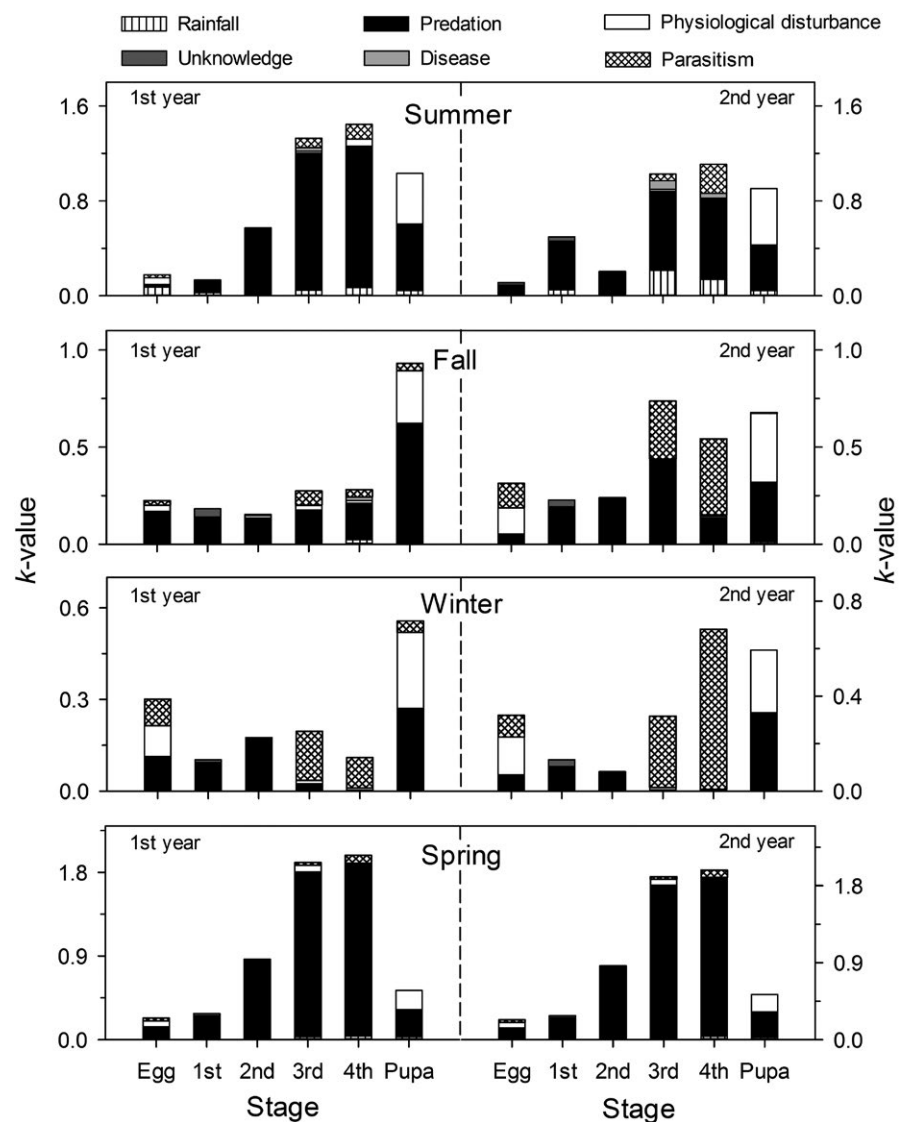 Rainfall Predation Physiological disturbance
Unknowledge Disease Parasitism
1st year 2nd year
Summer
1.6 1.6
0.8 0.8
0.0 0.0
1st year 2nd year
Fall
1.0 1.0
0.5 0.5
0.0 0.0
k-value k-value
1st year 2nd year
Winter
0.6 0.8
0.3 0.4
0.0 0.0
1st year 2nd year
Spring
1.8 1.8
0.9 0.9
0.0 0.0
Egg 1st 2nd 3rd 4th Pupa Egg 1st 2nd 3rd 4th Pupa
Stage Stage